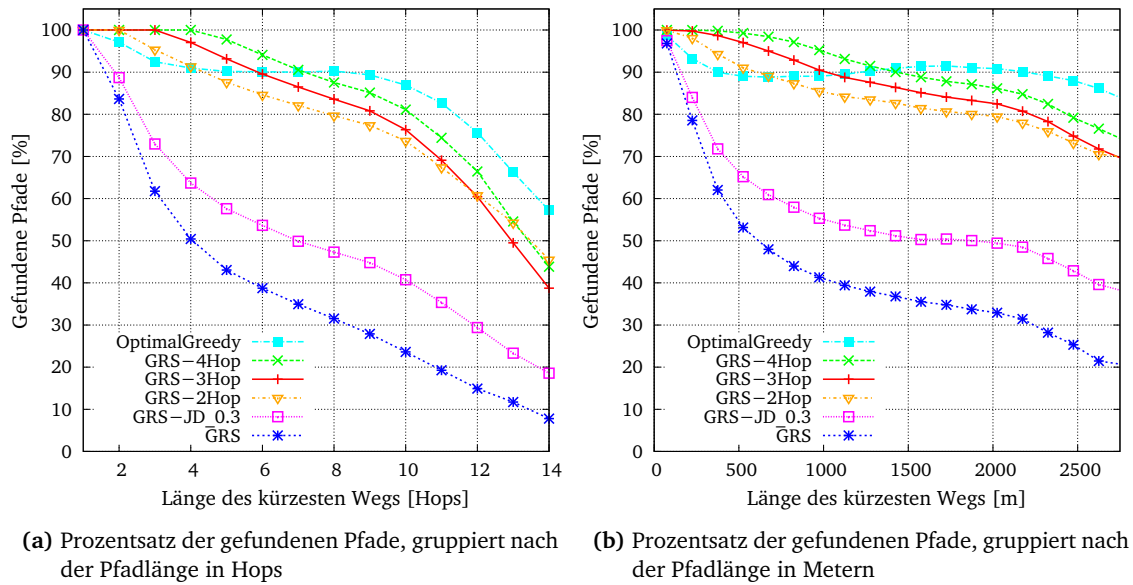 100
90
80
70
60
50
40
30
20
10
0
Gefundene Pfade [%]
OptimalGreedy
GRS−4Hop
GRS−3Hop
GRS−2Hop
GRS−JD_0.3
GRS
2 4 6 8 10 12 14
Länge des kürzesten Wegs [Hops]
(a) Prozentsatz der gefundenen Pfade, gruppiert nach
der Pfadlänge in Hops
100
90
80
70
60
50
40
30
20
10
0
Gefundene Pfade [%]
OptimalGreedy
GRS−4Hop
GRS−3Hop
GRS−2Hop
GRS−JD_0.3
GRS
0 500 1000 1500 2000 2500
Länge des kürzesten Wegs [m]
(b) Prozentsatz der gefundenen Pfade, gruppiert nach
der Pfadlänge in Metern